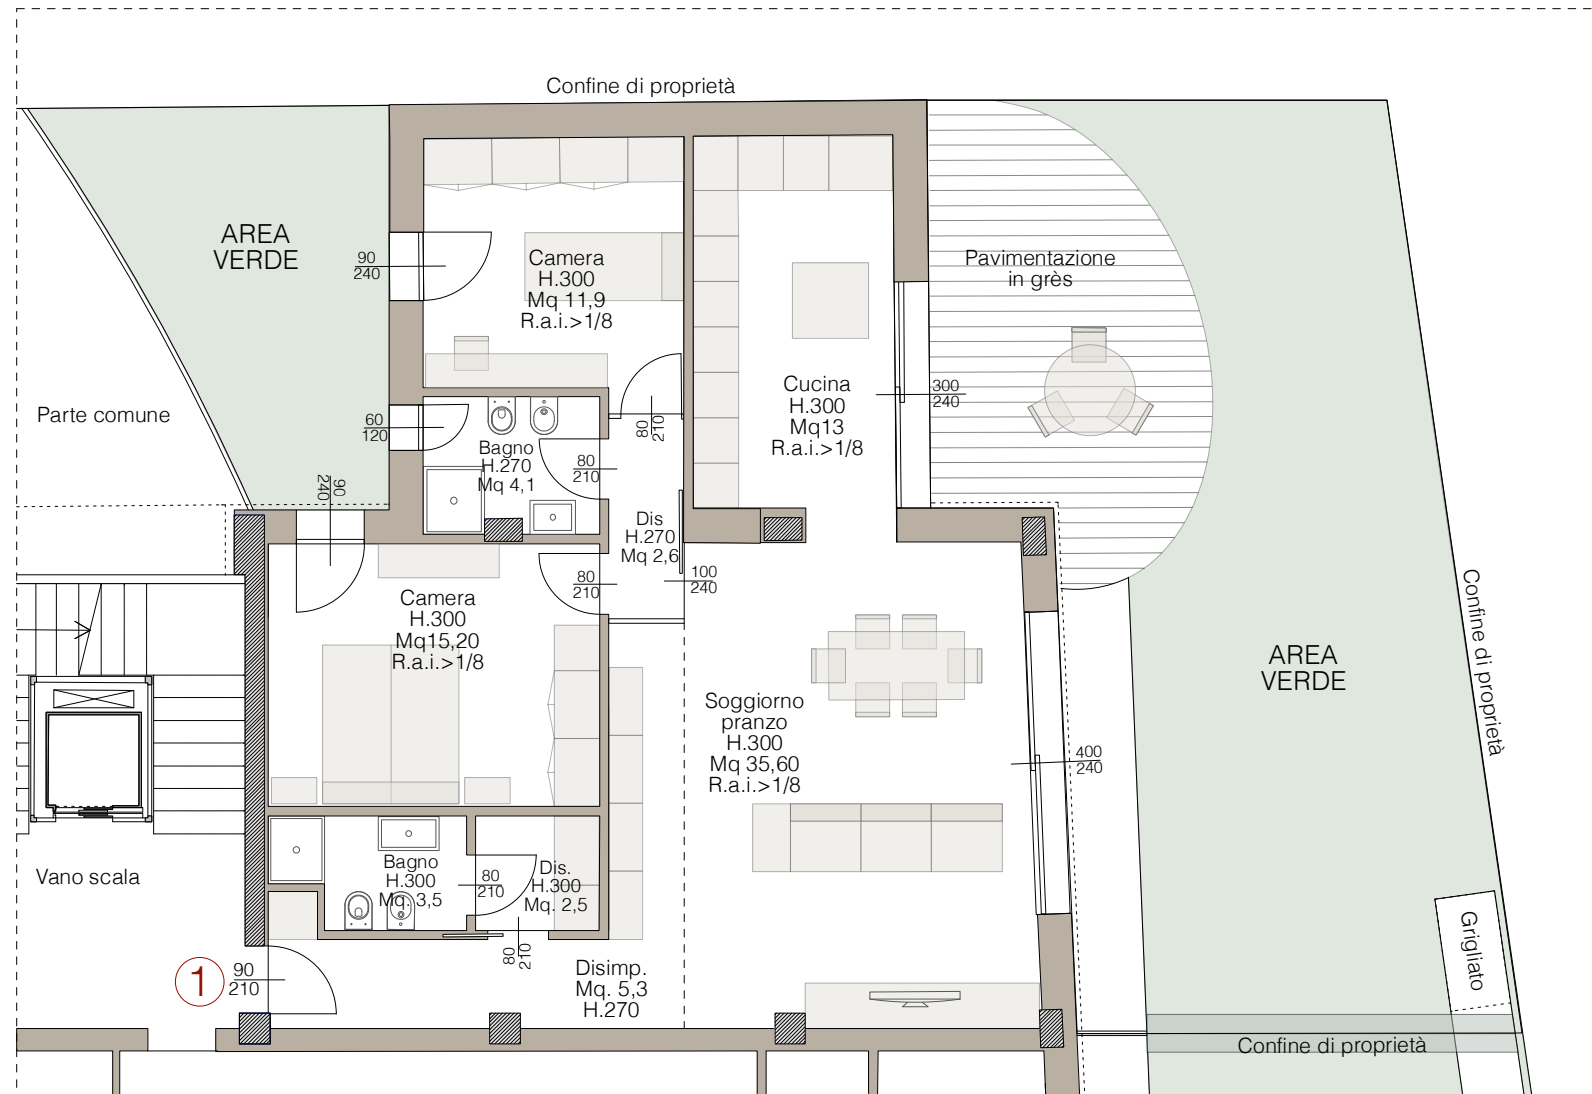 Confine di proprietà
AREA
VERDE
90
240
Camera
H.300
Mq 11,9
R.a.i.>1/8
Pavimentazione
in grès
Parte comune
60
120
Bagno
H.270
Mq 4,1
80
210
80
210
Cucina
H.300
Mq13
R.a.i.>1/8
300
240
90
240
Dis
H.270
Mq 2,6
80
210
100
240
Camera
H.300
Mq15,20
R.a.i.>1/8
Confine di proprietà
AREA
VERDE
Soggiorno
pranzo
H.300
Mq 35,60
R.a.i.>1/8
400
240
Vano scala
Bagno
H.300
Mq. 3,5
80
210
Dis.
H.300
Mq. 2,5
80
210
1
90
210
Disimp.
Mq. 5,3
H.270
Grigliato
Confine di proprietà